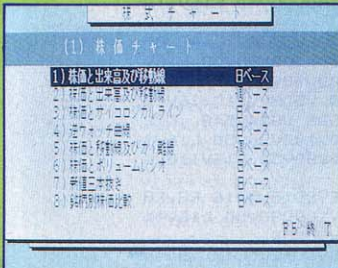 株 式 チ ャ ー ト
(1) 株 価 チ ャ ー ト
1) 株価と出来高及び移動線 日ベース
2) 株価と出来高及び移動線 週ベース
3) 株価とサイコロジカルライン 日ベース
4) 逆ウォッチ曲線 日ベース
5) 株価と移動線及びカイ離線 週ベース
6) 株価とボリュームレシオ 日ベース
7) 新値三本抜き 日ベース
8) 銘柄別株価比較 日ベース
F5 終 了